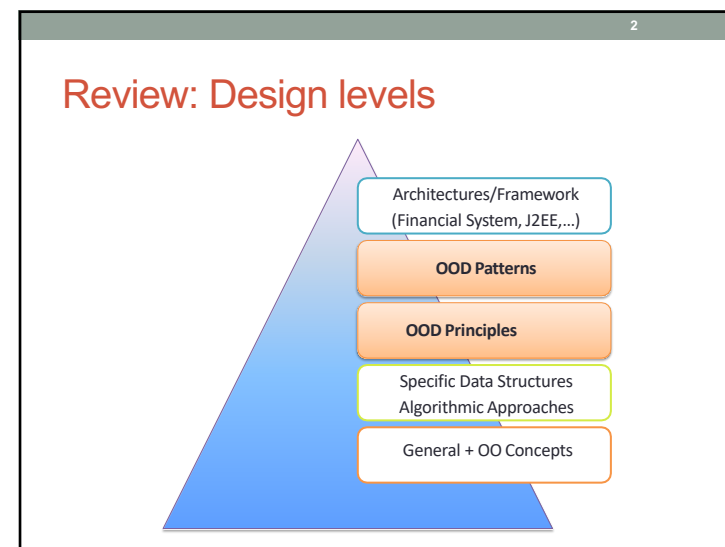 2
Review: Design levels
Architectures/Framework
(Financial System, J2EE,...)
OOD Patterns
OOD Principles
Specific Data Structures
Algorithmic Approaches
General + OO Concepts